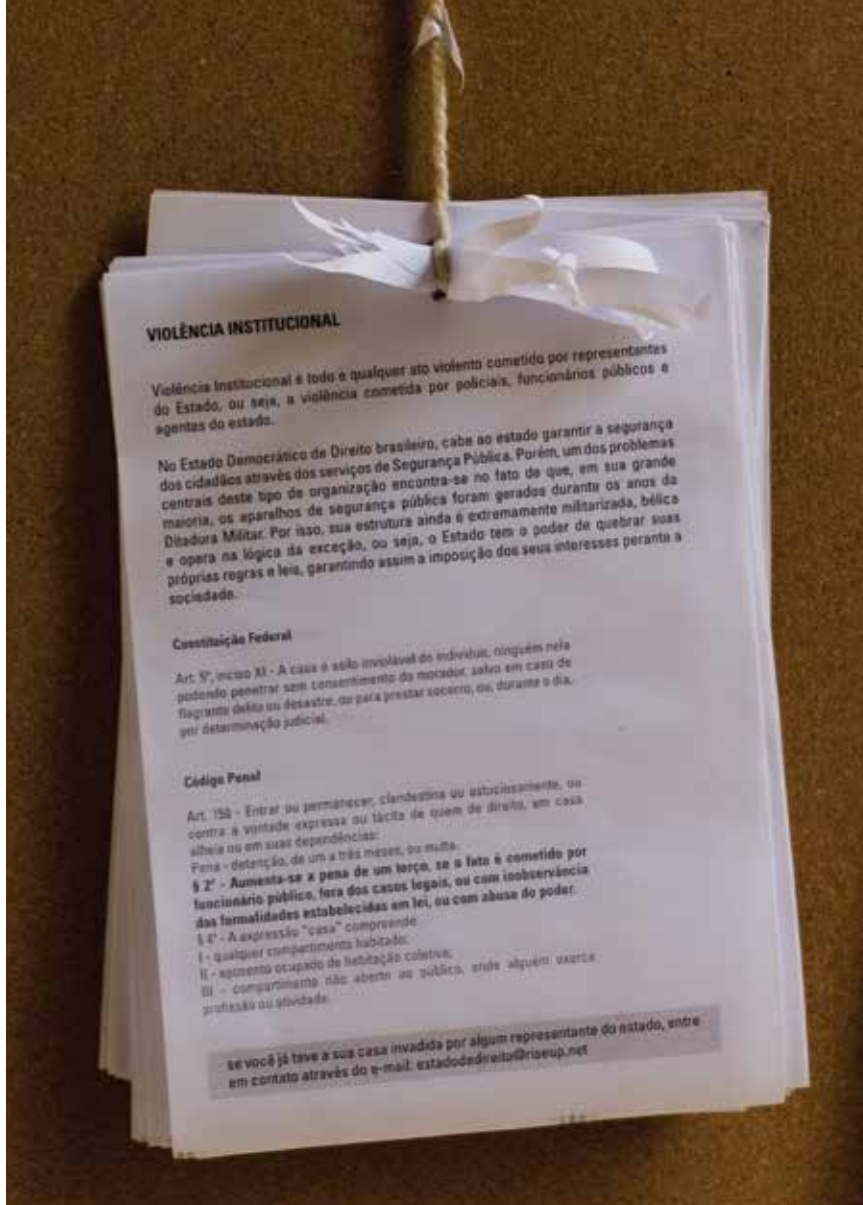 VIOLÊNCIA INSTITUCIONAL
Violência Institucional é todo e qualquer ato violento cometido por representantes
do Estado, ou seja, a violência cometida por policiais, funcionários públicos e
agentes do estado.
No Estado Democrático de Direito brasileiro, cabe ao estado garantir a segurança
dos cidadãos através dos serviços de Segurança Pública. Porém, um dos problemas
centrais deste tipo de organização encontra-se no fato de que, em sua grande
maioria, os aparelhos de segurança pública foram gerados durante os anos da
Ditadura Militar. Por isso, sua estrutura ainda é extremamente militarizada, bélica
e opera na lógica da exceção, ou seja, o Estado tem o poder de quebrar suas
próprias regras e leis, garantindo assim a imposição dos seus interesses perante a
sociedade.
Constituição Federal
Art. 5º, inciso XI - A casa é asilo inviolável do indivíduo, ninguém nela
podendo penetrar sem consentimento do morador, salvo em caso de
flagrante delito ou desastre, ou para prestar socorro, ou, durante o dia,
por determinação judicial.
Código Penal
Art. 150 - Entrar ou permanecer, clandestina ou astuciosamente, ou
contra a vontade expressa ou tácita de quem de direito, em casa
alheia ou em suas dependências:
Pena - detenção, de um a três meses, ou multa.
§ 2º - Aumenta-se a pena de um terço, se o fato é cometido por
funcionário público, fora dos casos legais, ou com inobservância
das formalidades estabelecidas em lei, ou com abuso do poder.
§ 4º - A expressão "casa" compreende:
I - qualquer compartimento habitado;
II - aposento ocupado de habitação coletiva;
III - compartimento não aberto ao público, onde alguém exerce
profissão ou atividade.
se você já teve a sua casa invadida por algum representante do estado, entre
em contato através do e-mail: estadodedireito@riseup.net